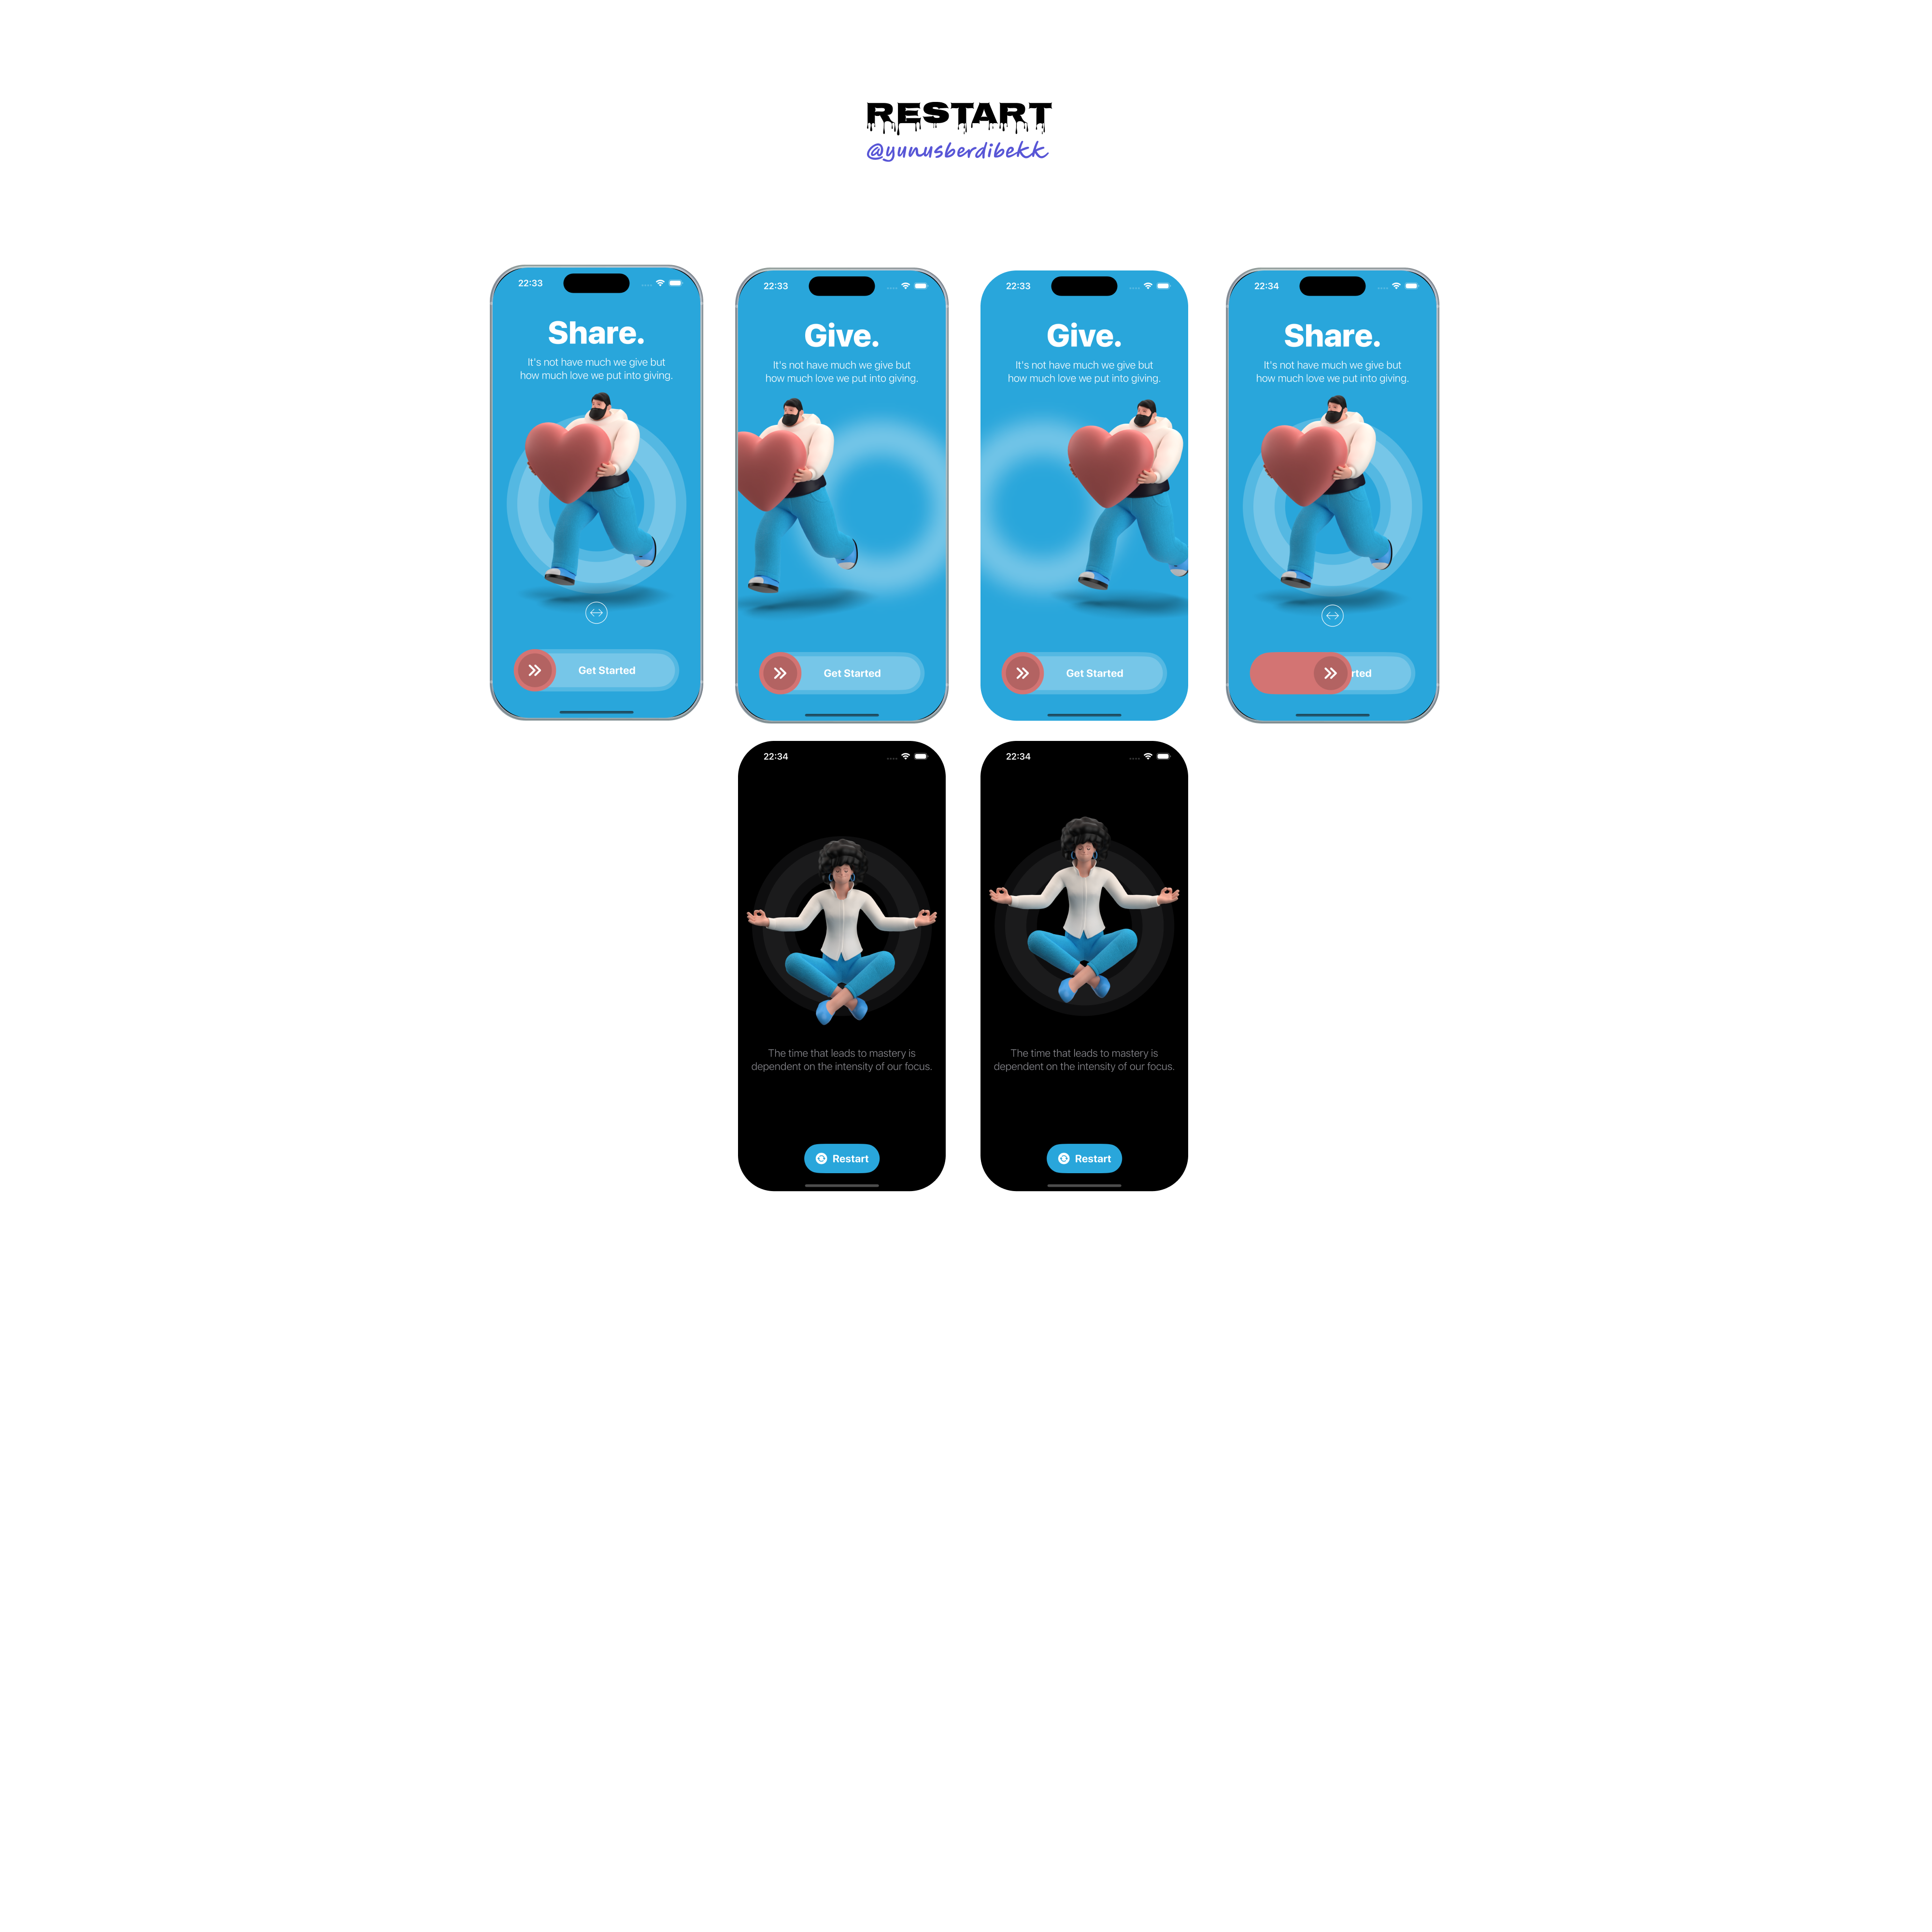 RESTART
@yunusberdibekk
22:33
Share.
It's not have much we give but
how much love we put into giving.
Get Started
22:33
Give.
It's not have much we give but
how much love we put into giving.
Get Started
22:33
Give.
It's not have much we give but
how much love we put into giving.
Get Started
22:34
Share.
It's not have much we give but
how much love we put into giving.
rted
22:34
The time that leads to mastery is
dependent on the intensity of our focus.
Restart
22:34
The time that leads to mastery is
dependent on the intensity of our focus.
Restart